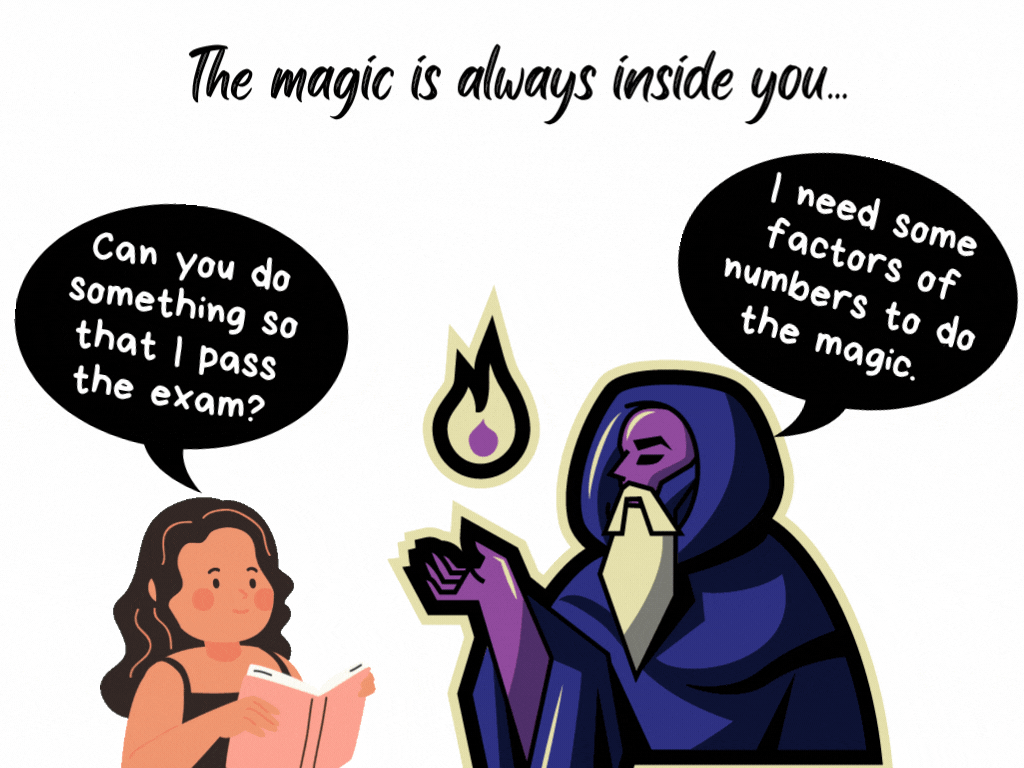 The magic is always inside you...
Can you do
something so
that I pass
the exam?
I need some
factors of
numbers to do
the magic.